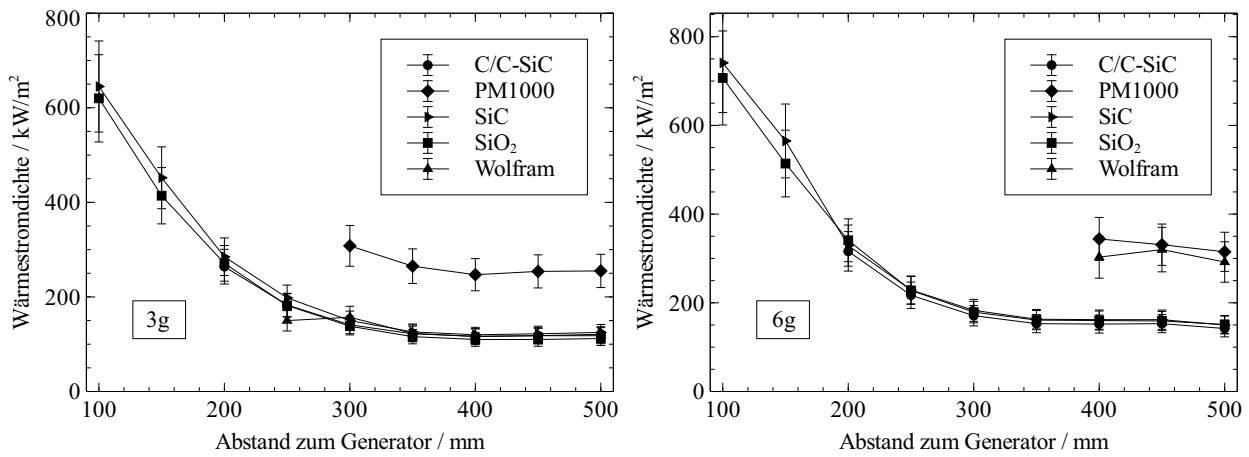 Wärmestromdichte / kW/m²
800
600
400
200
0
C/C-SiC
PM1000
SiC
SiO₂
Wolfram
3g
100
200
300
400
500
Abstand zum Generator / mm
Wärmestromdichte / kW/m²
800
600
400
200
0
C/C-SiC
PM1000
SiC
SiO₂
Wolfram
6g
100
200
300
400
500
Abstand zum Generator / mm